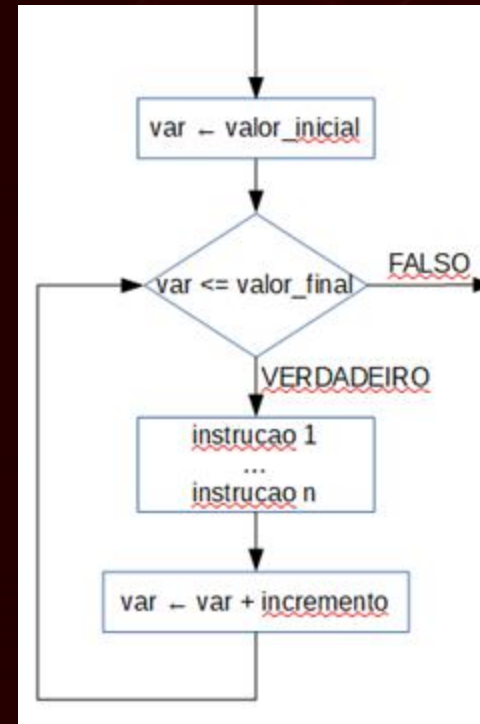 var ← valor_inicial
var <= valor_final
FALSO
VERDADEIRO
instrucao 1
...
instrucao n
var ← var + incremento